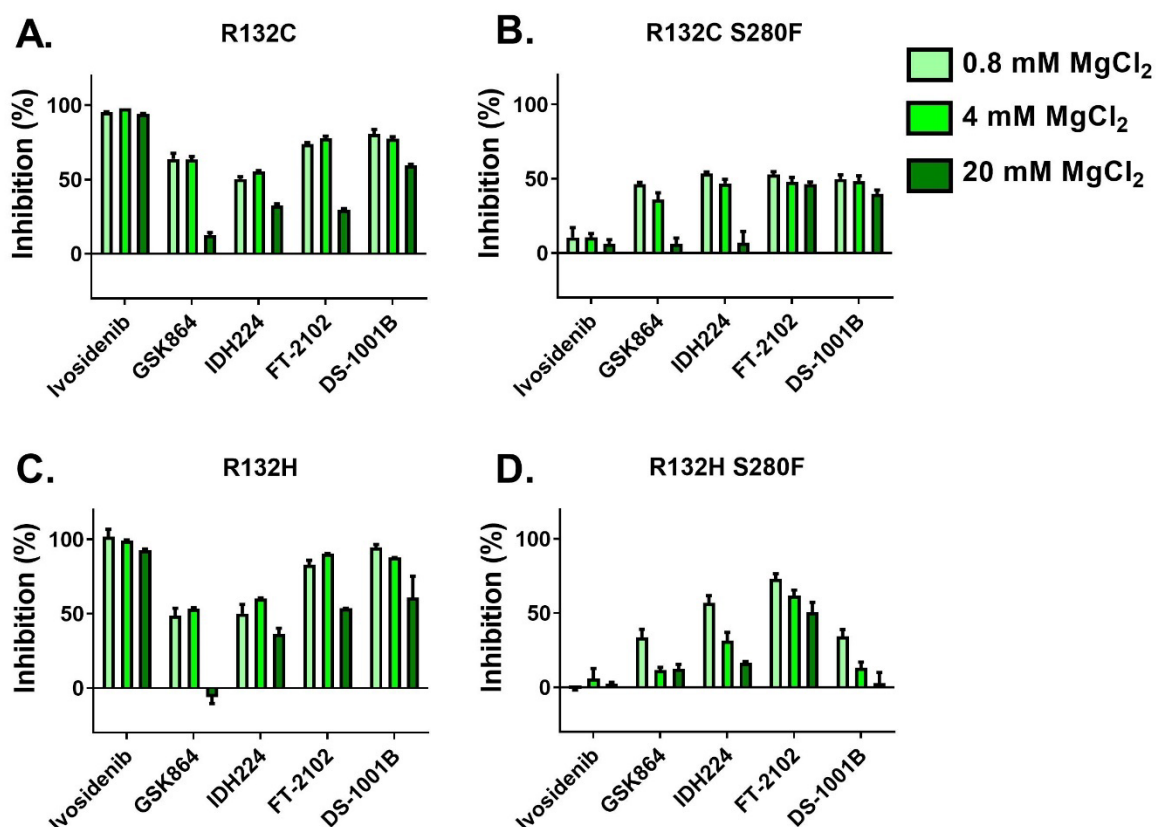 A.
R132C
Inhibition (%)
100
50
0
Ivosidenib
GSK864
IDH224
FT-2102
DS-1001B
B.
R132C S280F
Inhibition (%)
100
50
0
Ivosidenib
GSK864
IDH224
FT-2102
DS-1001B
0.8 mM MgCl₂
4 mM MgCl₂
20 mM MgCl₂
C.
R132H
Inhibition (%)
100
50
0
Ivosidenib
GSK864
IDH224
FT-2102
DS-1001B
D.
R132H S280F
Inhibition (%)
100
50
0
Ivosidenib
GSK864
IDH224
FT-2102
DS-1001B